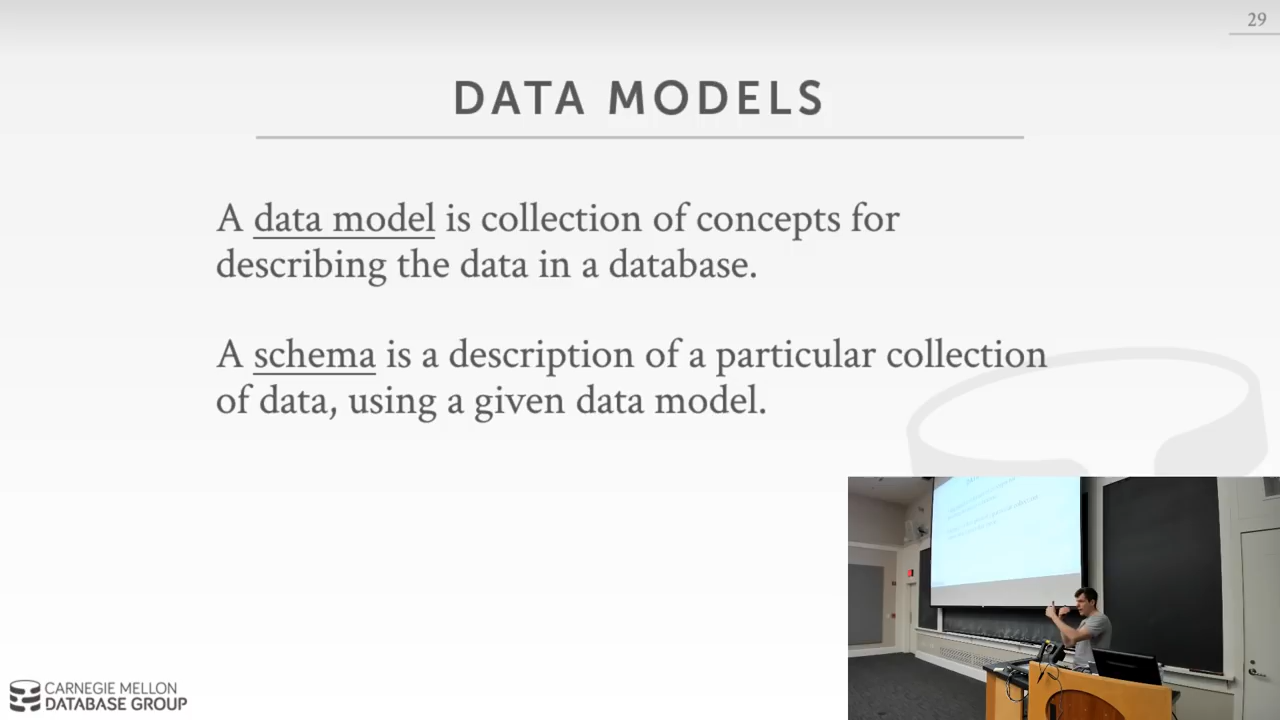 29
DATA MODELS
A data model is collection of concepts for
describing the data in a database.
A schema is a description of a particular collection
of data, using a given data model.
CARNEGIE MELLON
DATABASE GROUP